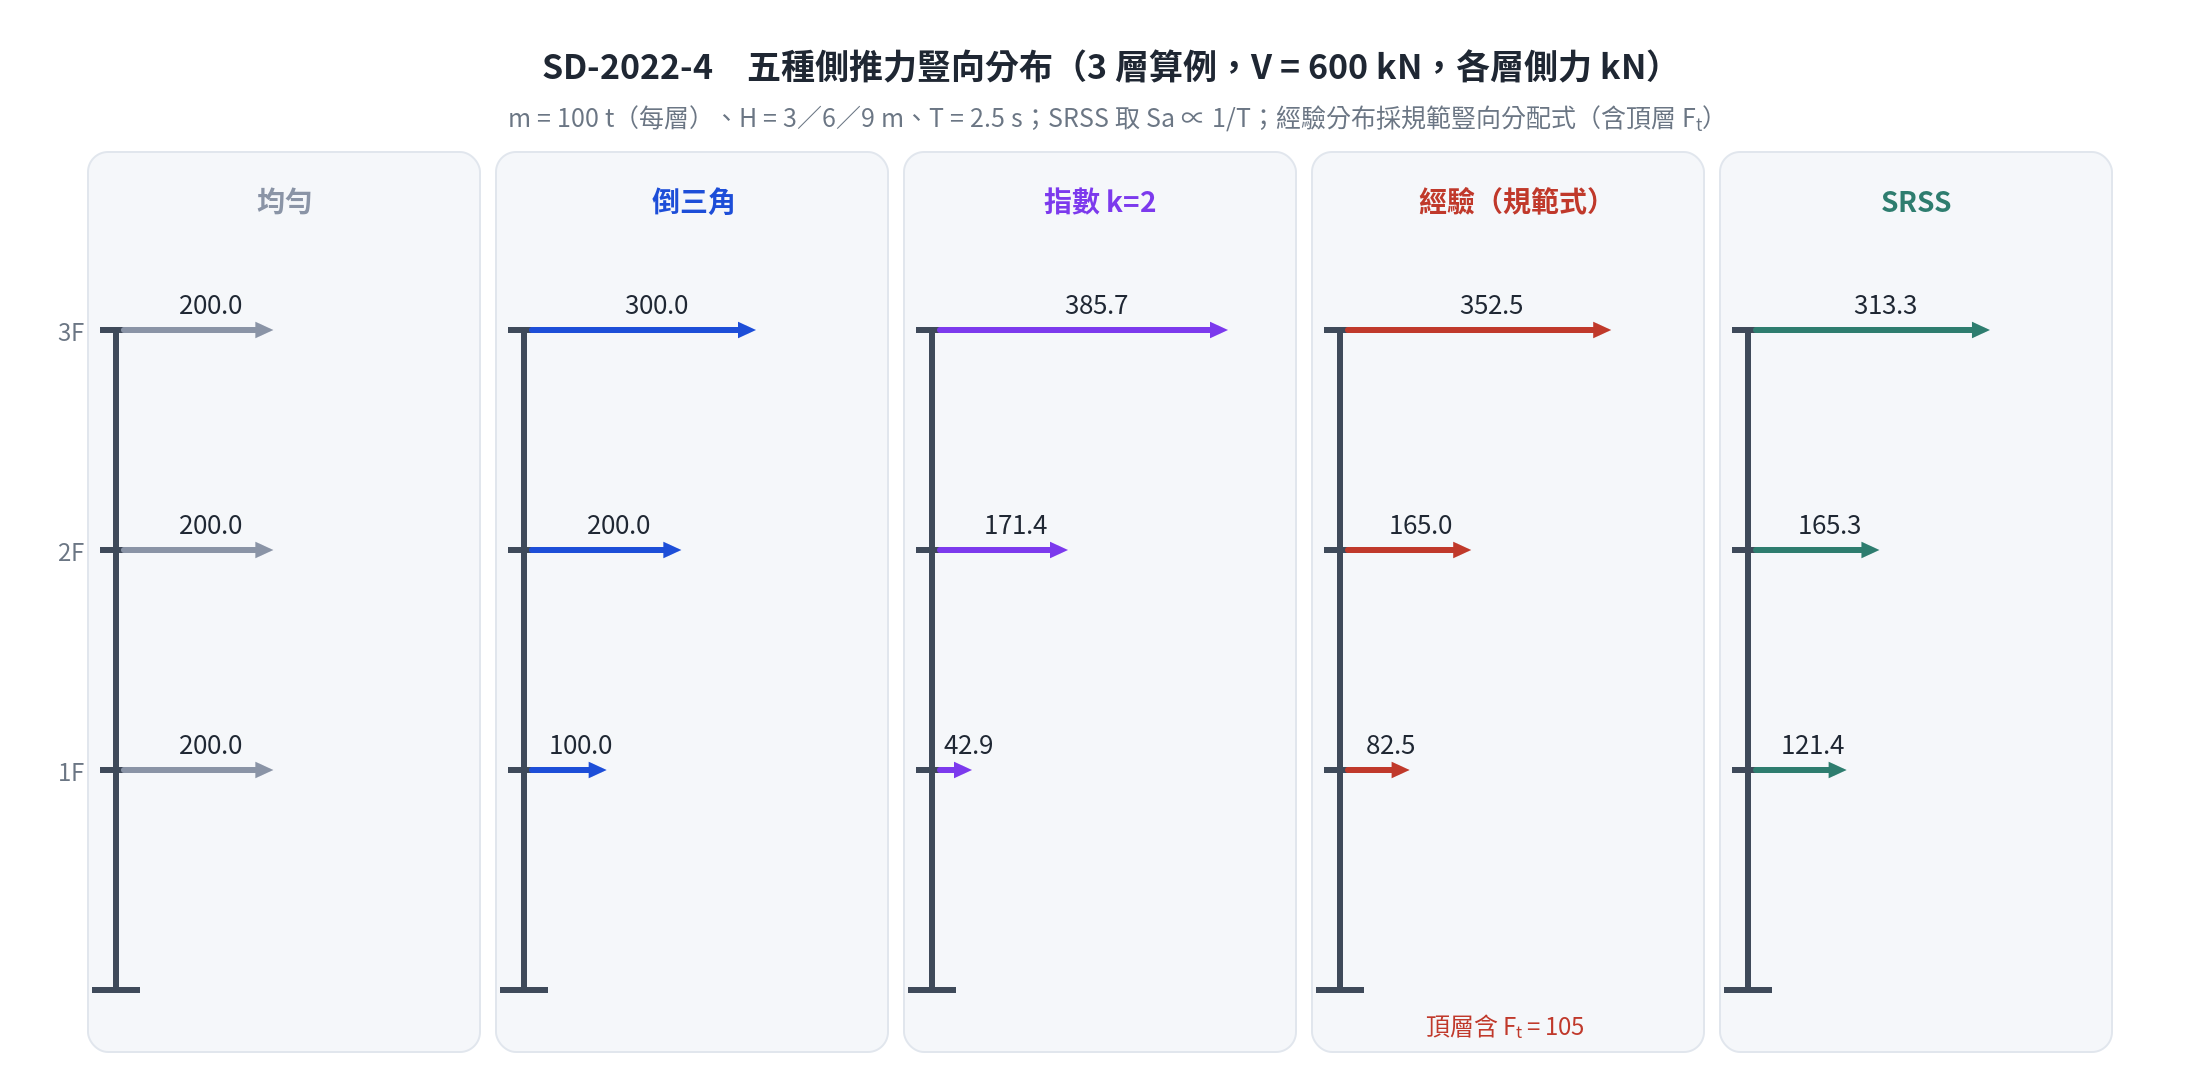 SD-2022-4　五種側推力豎向分布（3 層算例，V = 600 kN，各層側力 kN）
m = 100 t（每層）、H = 3／6／9 m、T = 2.5 s；SRSS 取 Sa ∝ 1/T；經驗分布採規範豎向分配式（含頂層 Ft）
均勻
倒三角
指數 k=2
經驗（規範式）
SRSS
3F
200.0
300.0
385.7
352.5
313.3
2F
200.0
200.0
171.4
165.0
165.3
1F
200.0
100.0
42.9
82.5
121.4
頂層含 Ft = 105